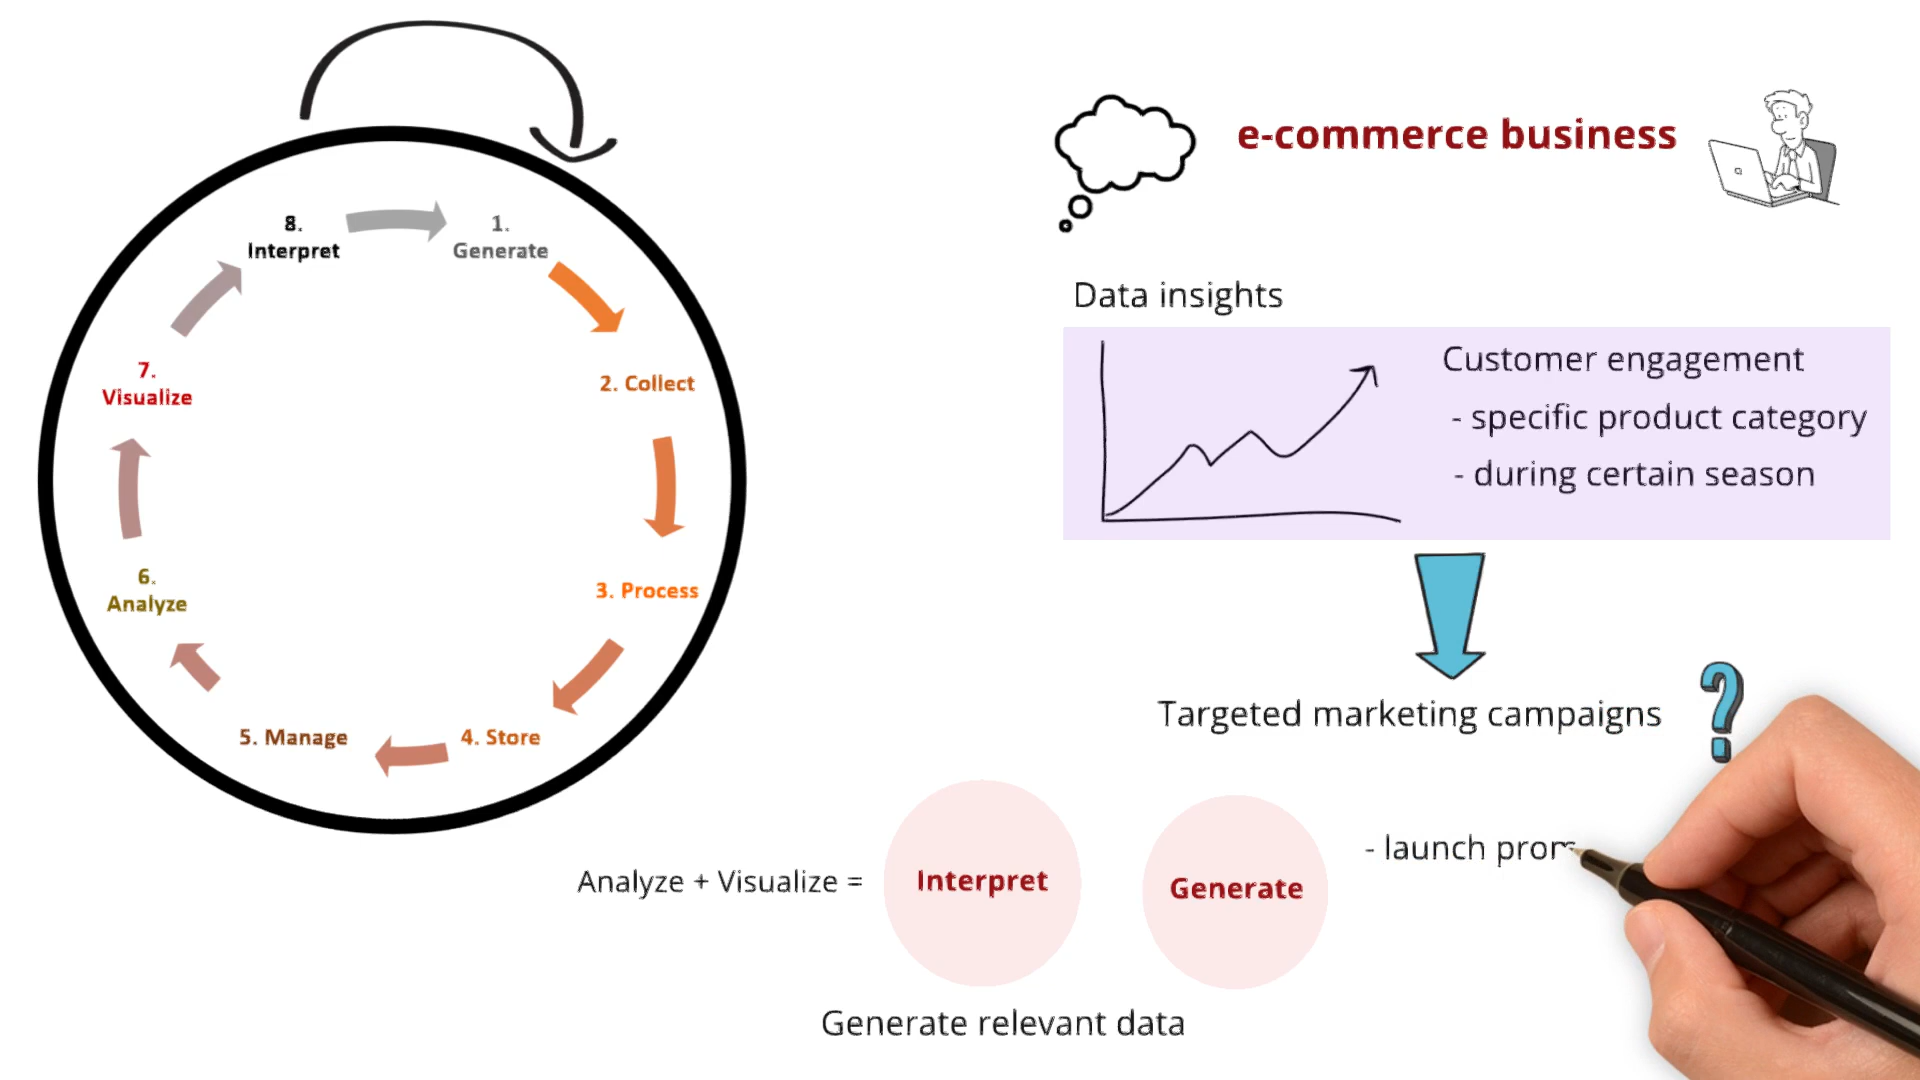 8.
Interpret
1.
Generate
2. Collect
3. Process
4. Store
5. Manage
6.
Analyze
7.
Visualize
e-commerce business
Data insights
Customer engagement
- specific product category
- during certain season
Targeted marketing campaigns
?
Analyze + Visualize =
Interpret
Generate
- launch prom
Generate relevant data